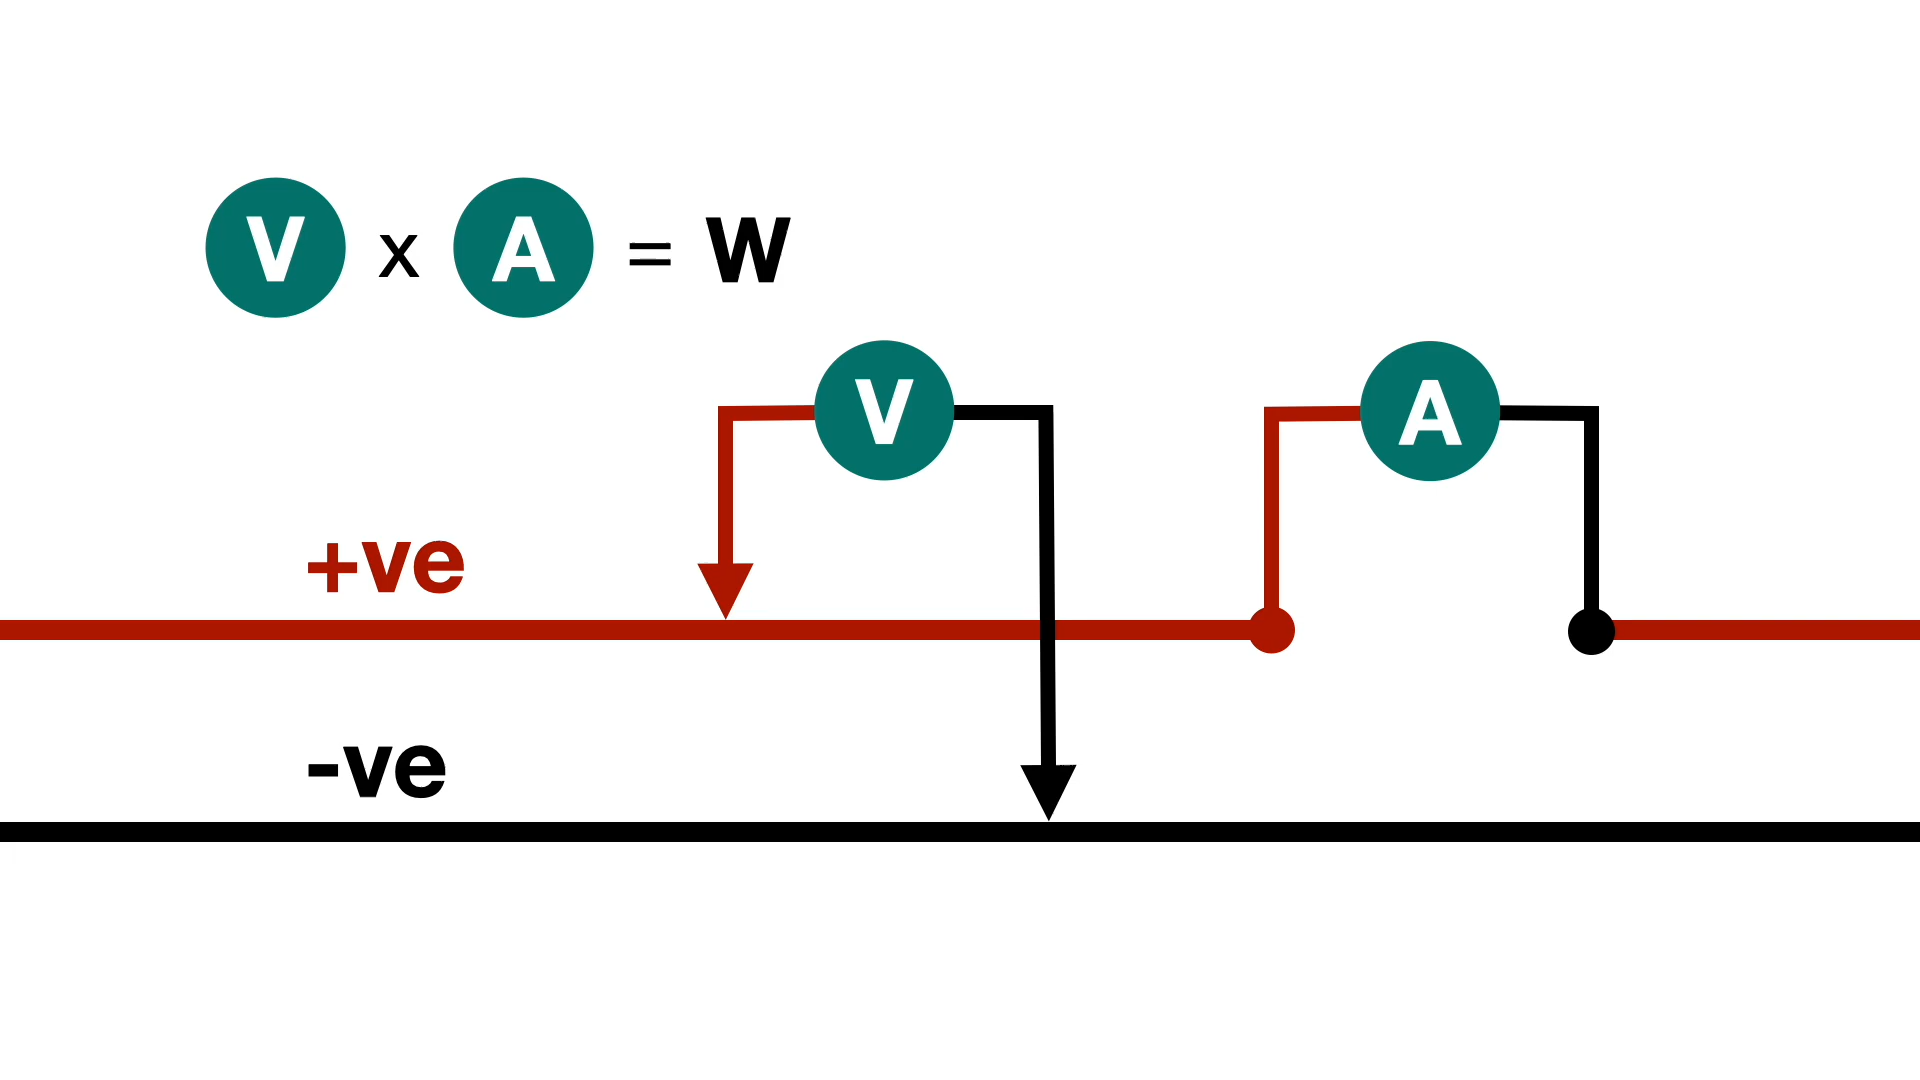 V x A = W
V A
+ve
-ve